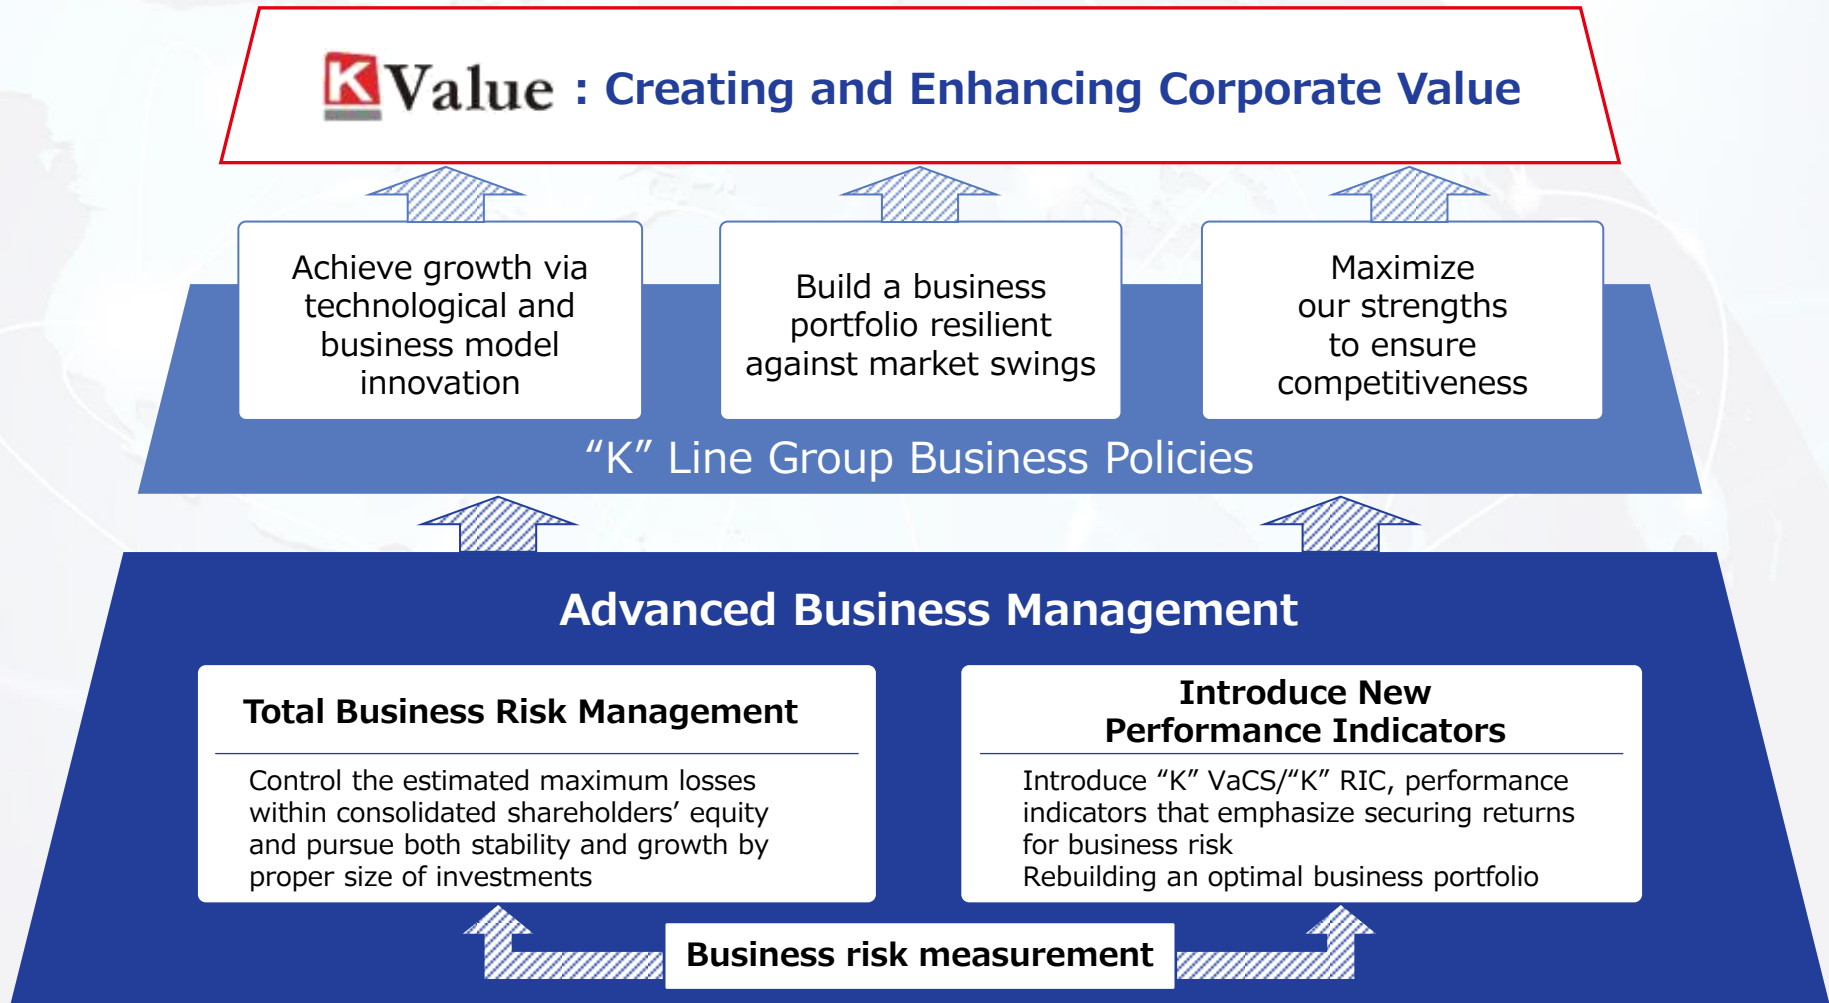 K Value : Creating and Enhancing Corporate Value
Achieve growth via
technological and
business model
innovation
Build a business
portfolio resilient
against market swings
Maximize
our strengths
to ensure
competitiveness
“K” Line Group Business Policies
Advanced Business Management
Total Business Risk Management
Control the estimated maximum losses
within consolidated shareholders’ equity
and pursue both stability and growth by
proper size of investments
Introduce New
Performance Indicators
Introduce “K” VaCS/“K” RIC, performance
indicators that emphasize securing returns
for business risk
Rebuilding an optimal business portfolio
Business risk measurement